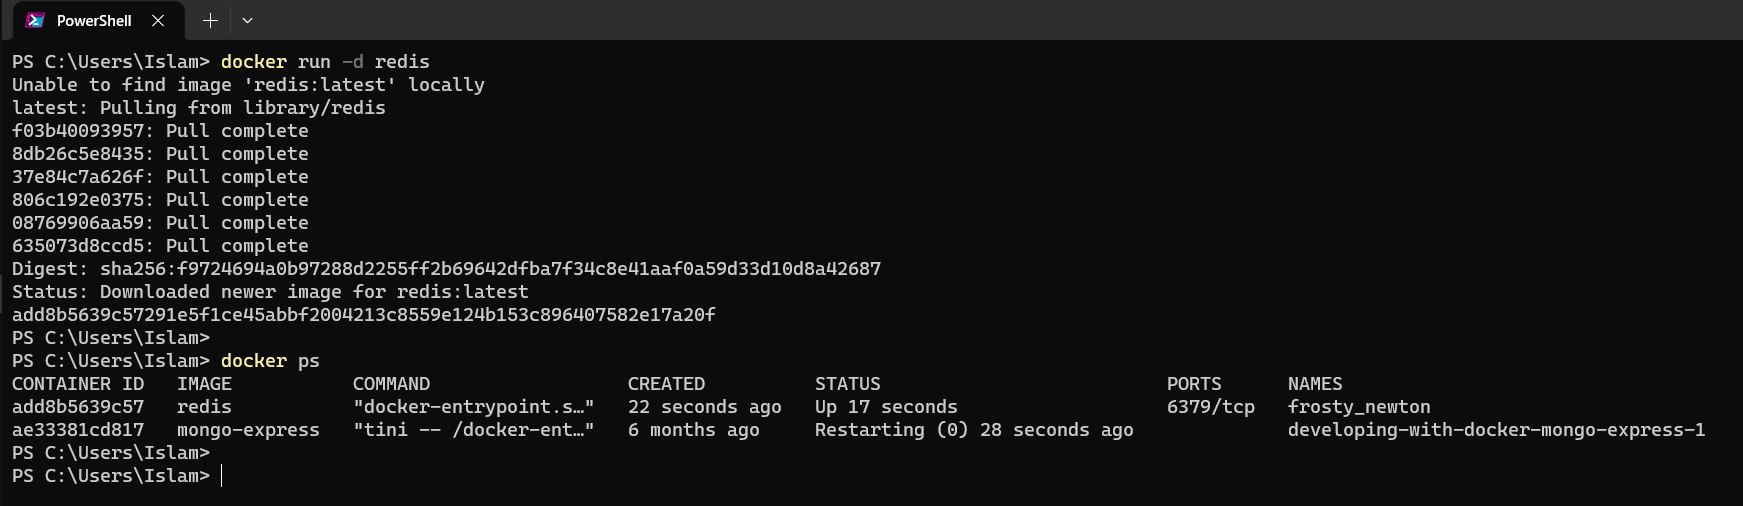 PowerShell
PS C:\Users\Islam> docker run -d redis
Unable to find image 'redis:latest' locally
latest: Pulling from library/redis
f03b40093957: Pull complete
8db26c5e8435: Pull complete
37e84c7a626f: Pull complete
806c192e0375: Pull complete
08769906aa59: Pull complete
635073d8ccd5: Pull complete
Digest: sha256:f9724694a0b97288d2255ff2b69642dfba7f34c8e41aaf0a59d33d10d8a42687
Status: Downloaded newer image for redis:latest
add8b5639c57291e5f1ce45abbf2004213c8559e124b153c896407582e17a20f
PS C:\Users\Islam>
PS C:\Users\Islam> docker ps
CONTAINER ID   IMAGE           COMMAND                  CREATED          STATUS                          PORTS      NAMES
add8b5639c57   redis           "docker-entrypoint.s…"   22 seconds ago   Up 17 seconds                   6379/tcp   frosty_newton
ae33381cd817   mongo-express   "tini -- /docker-ent…"   6 months ago     Restarting (0) 28 seconds ago              developing-with-docker-mongo-express-1
PS C:\Users\Islam>
PS C:\Users\Islam>